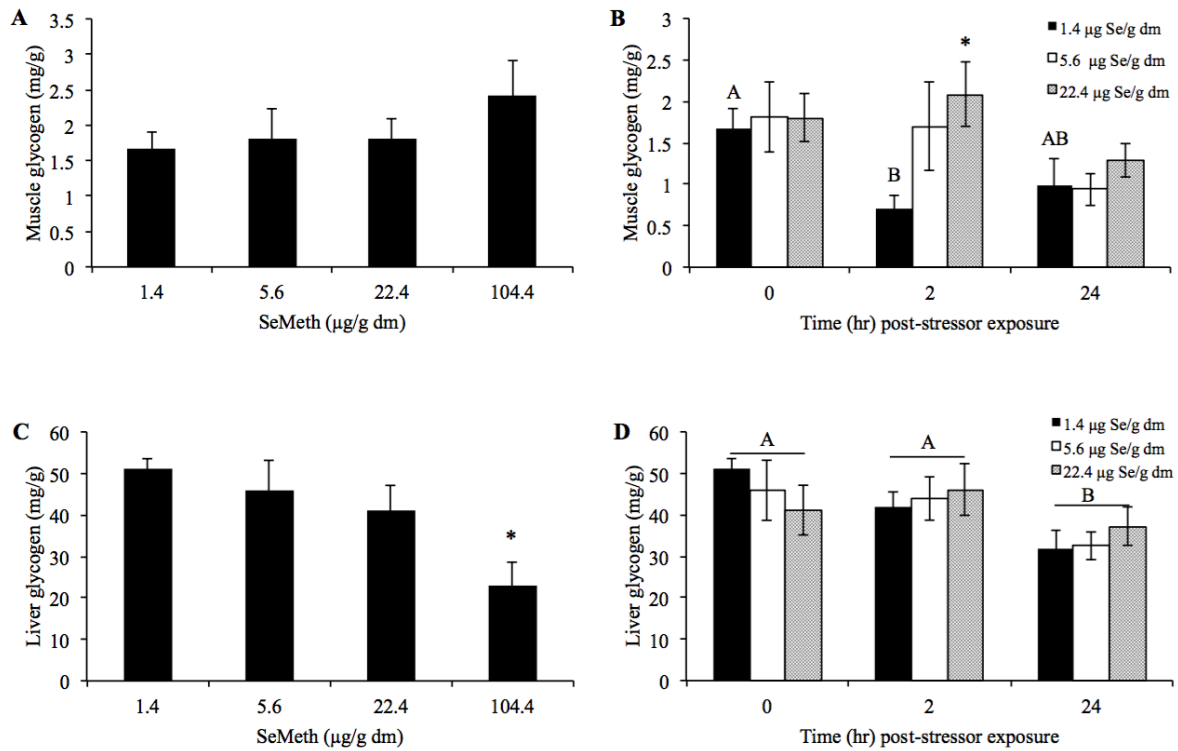 A
Muscle glycogen (mg/g)
3.5
3
2.5
2
1.5
1
0.5
0
1.4 5.6 22.4 104.4
SeMeth (µg/g dm)
B
Muscle glycogen (mg/g)
3
2.5
2
1.5
1
0.5
0
1.4 µg Se/g dm
5.6 µg Se/g dm
22.4 µg Se/g dm
*
A
B
AB
0 2 24
Time (hr) post-stressor exposure
C
Liver glycogen (mg/g)
60
50
40
30
20
10
0
*
1.4 5.6 22.4 104.4
SeMeth (µg/g dm)
D
Liver glycogen (mg/g)
60
50
40
30
20
10
0
1.4 µg Se/g dm
5.6 µg Se/g dm
22.4 µg Se/g dm
A A
B
0 2 24
Time (hr) post-stressor exposure